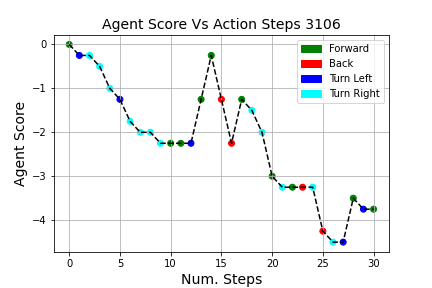 Agent Score Vs Action Steps 3106
Forward
Back
Turn Left
Turn Right
Agent Score
0
−1
−2
−3
−4
0 5 10 15 20 25 30
Num. Steps